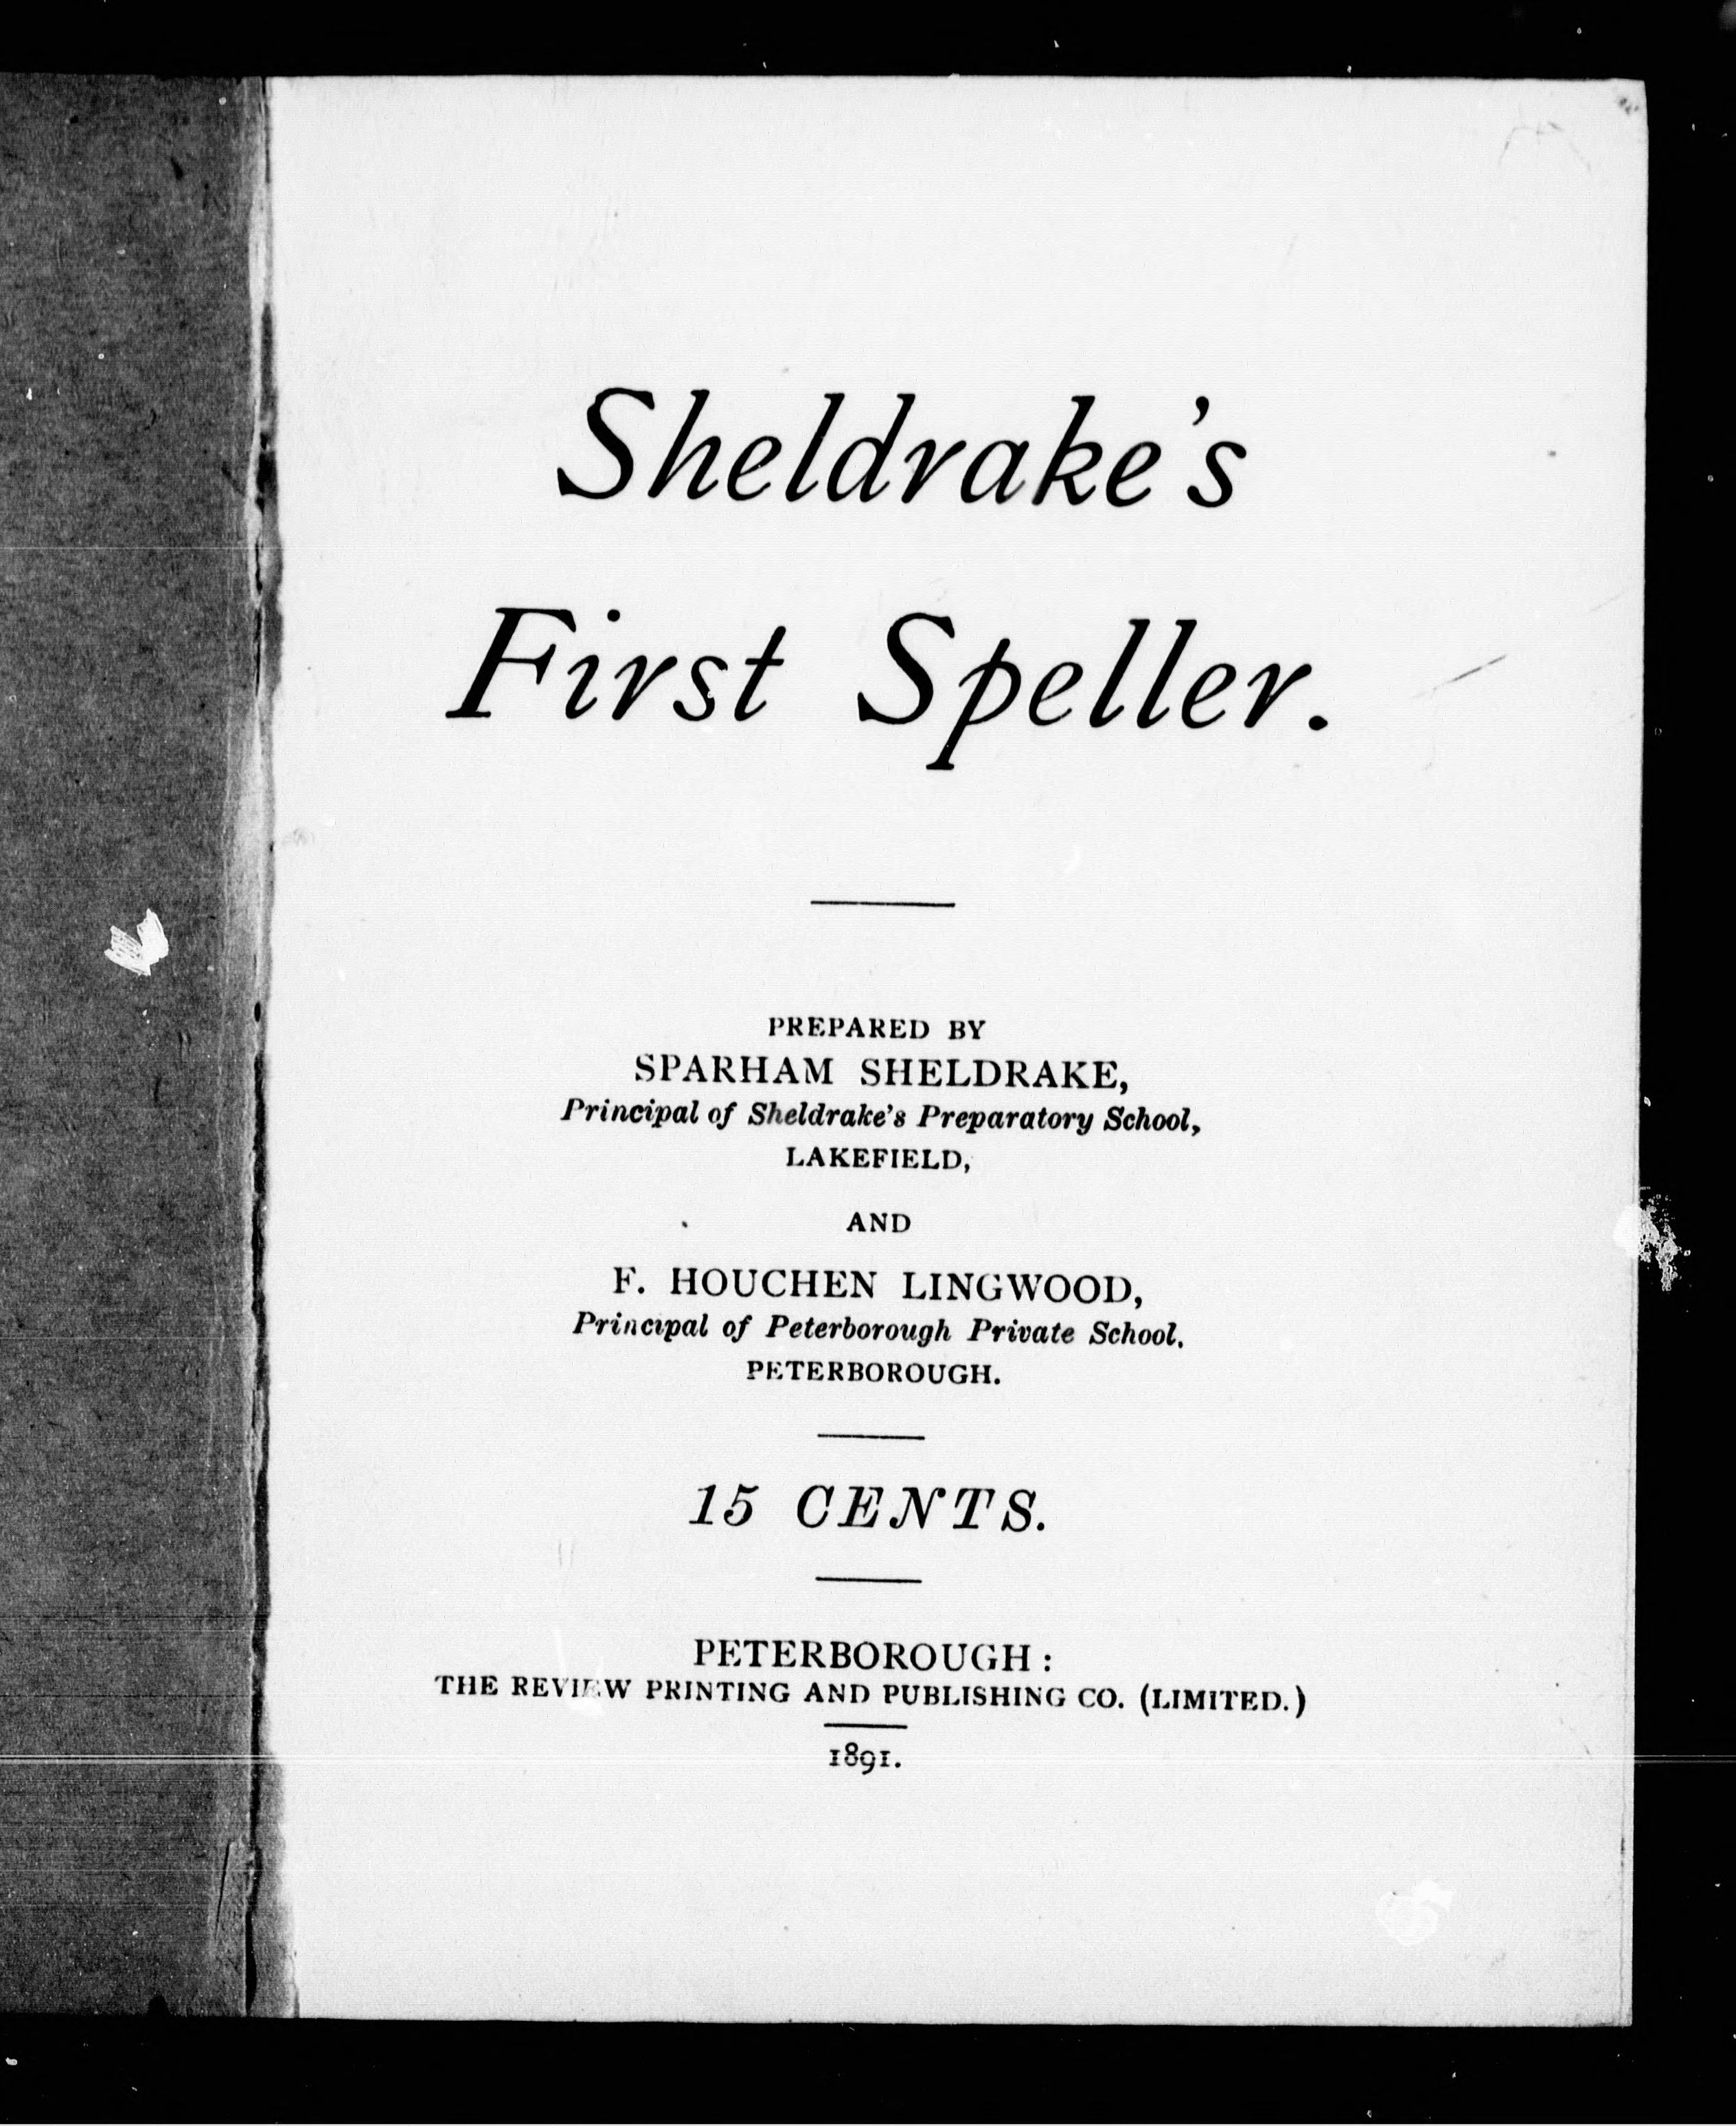 Sheldrake's
First Speller.
PREPARED BY
SPARHAM SHELDRAKE,
Principal of Sheldrake's Preparatory School,
LAKEFIELD,
AND
F. HOUCHEN LINGWOOD,
Principal of Peterborough Private School.
PETERBOROUGH.
15 CENTS.
PETERBOROUGH:
THE REVIEW PRINTING AND PUBLISHING CO. (LIMITED.)
1891.